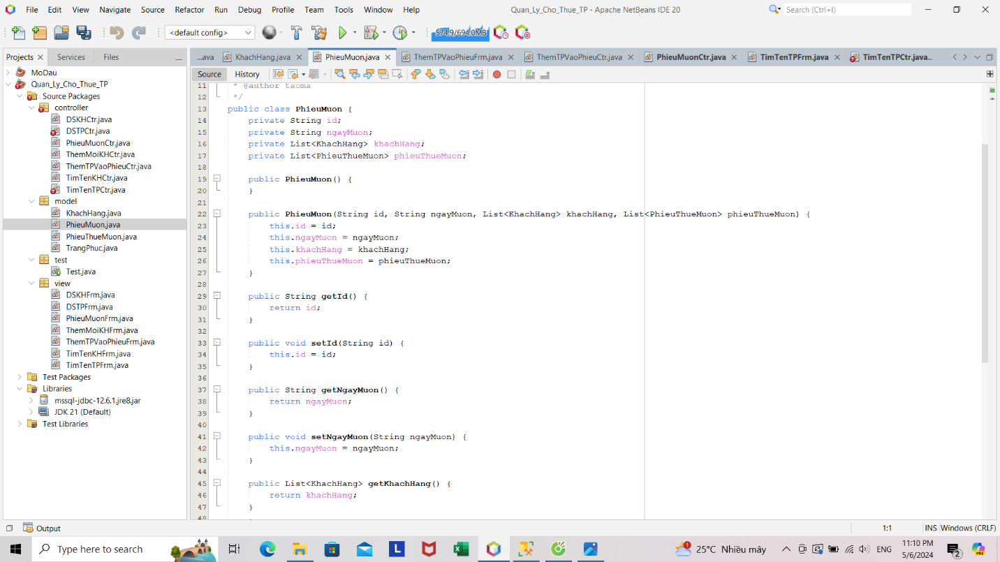 File Edit View Navigate Source Refactor Run Debug Profile Team Tools Window Help
Quan_Ly_Cho_Thue_TP - Apache NetBeans IDE 20
Search (Ctrl+I)
<default config>
574.9/694.0MB
Projects Services Files
...ava KhachHang.java PhieuMuon.java ThemTPVaoPhieuFrm.java ThemTPVaoPhieuCtr.java PhieuMuonCtr.java TimTenTPFrm.java TimTenTPCtr.java...
Source History
MoDau
Quan_Ly_Cho_Thue_TP
Source Packages
controller
DSKHCtr.java
DSTPCtr.java
PhieuMuonCtr.java
ThemMoiKHCtr.java
ThemTPVaoPhieuCtr.java
TimTenKHCtr.java
TimTenTPCtr.java
model
KhachHang.java
PhieuMuon.java
PhieuThueMuon.java
TrangPhuc.java
test
Test.java
view
DSKHFrm.java
DSTPFrm.java
PhieuMuonFrm.java
ThemMoiKHFrm.java
ThemTPVaoPhieuFrm.java
TimTenKHFrm.java
TimTenTPFrm.java
Test Packages
Libraries
mssql-jdbc-12.6.1.jre8.jar
JDK 21 (Default)
Test Libraries
11 * @author taoma
12 */
13 public class PhieuMuon {
14 private String id;
15 private String ngayMuon;
16 private List<KhachHang> khachHang;
17 private List<PhieuThueMuon> phieuThueMuon;
18
19 public PhieuMuon() {
20 }
21
22 public PhieuMuon(String id, String ngayMuon, List<KhachHang> khachHang, List<PhieuThueMuon> phieuThueMuon) {
23 this.id = id;
24 this.ngayMuon = ngayMuon;
25 this.khachHang = khachHang;
26 this.phieuThueMuon = phieuThueMuon;
27 }
28
29 public String getId() {
30 return id;
31 }
32
33 public void setId(String id) {
34 this.id = id;
35 }
36
37 public String getNgayMuon() {
38 return ngayMuon;
39 }
40
41 public void setNgayMuon(String ngayMuon) {
42 this.ngayMuon = ngayMuon;
43 }
44
45 public List<KhachHang> getKhachHang() {
46 return khachHang;
47 }
48
Output
1:1 INS Windows (CRLF)
Type here to search
25°C Nhiều mây
ENG
11:10 PM
5/6/2024